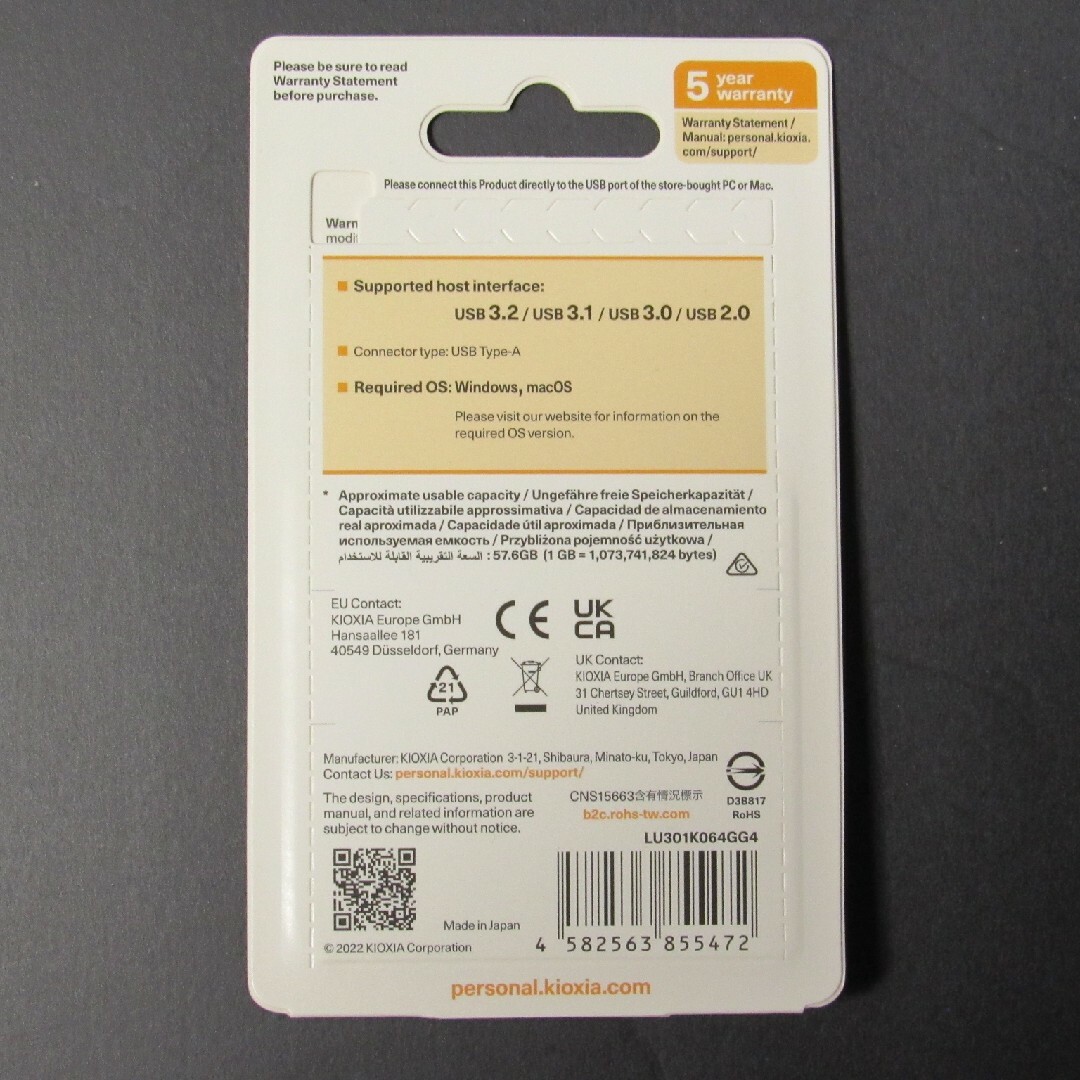 Please be sure to read
Warranty Statement
before purchase.
5 year
warranty
Warranty Statement /
Manual: personal.kioxia.
com/support/
Please connect this Product directly to the USB port of the store-bought PC or Mac.
Warn
modi
Supported host interface:
USB 3.2 / USB 3.1 / USB 3.0 / USB 2.0
Connector type: USB Type-A
Required OS: Windows, macOS
Please visit our website for information on the
required OS version.
* Approximate usable capacity / Ungefähre freie Speicherkapazität /
Capacità utilizzabile approssimativa / Capacidad de almacenamiento
real aproximada / Capacidade útil aproximada / Приблизительная
используемая емкость / Przybliżona pojemność użytkowa /
السعة التقريبية القابلة للاستخدام : 57.6GB (1 GB = 1,073,741,824 bytes)
EU Contact:
KIOXIA Europe GmbH
Hansaallee 181
40549 Düsseldorf, Germany
CE
UK
CA
21
PAP
UK Contact:
KIOXIA Europe GmbH, Branch Office UK
31 Chertsey Street, Guildford, GU1 4HD
United Kingdom
Manufacturer: KIOXIA Corporation 3-1-21, Shibaura, Minato-ku, Tokyo, Japan
Contact Us: personal.kioxia.com/support/
The design, specifications, product
manual, and related information are
subject to change without notice.
CNS15663含有情況標示
b2c.rohs-tw.com
D3B817
RoHS
LU301K064GG4
Made in Japan
© 2022 KIOXIA Corporation
4 582563 855472
personal.kioxia.com